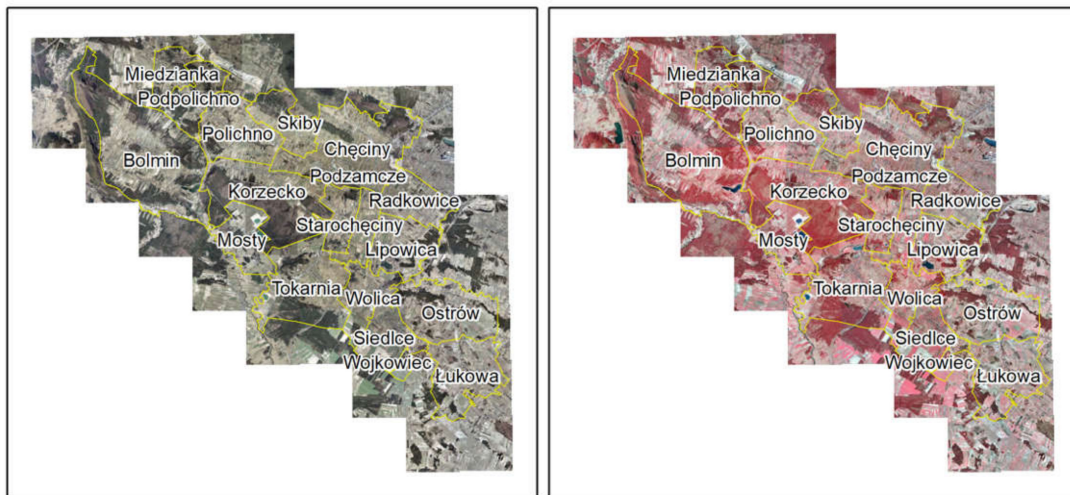 Miedzianka
Podpolichno
Skiby
Polichno
Chęciny
Bolmin
Podzamcze
Korzecko
Radkowice
Starochęciny
Mosty
Lipowica
Tokarnia
Wolica
Ostrów
Siedlce
Wojkowiec
Łukowa
Miedzianka
Podpolichno
Skiby
Polichno
Chęciny
Bolmin
Podzamcze
Korzecko
Radkowice
Starochęciny
Mosty
Lipowica
Tokarnia
Wolica
Ostrów
Siedlce
Wojkowiec
Łukowa